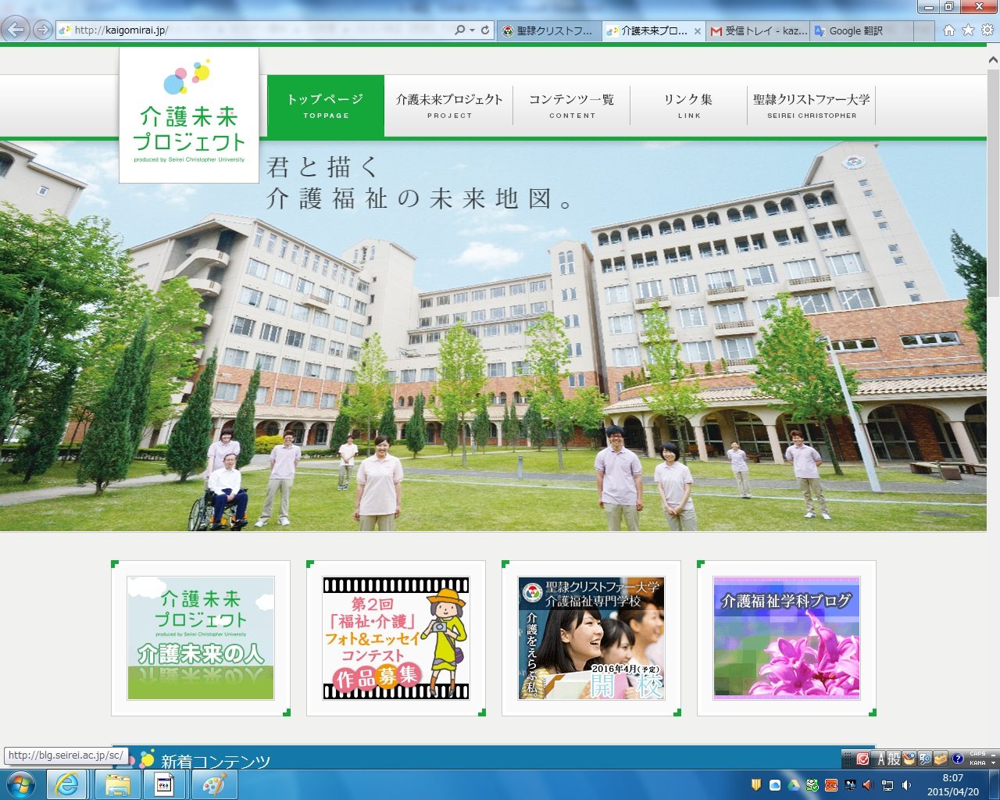 http://kaigomirai.jp/
聖隷クリストファ...
介護未来プロ...
受信トレイ - kaz...
Google 翻訳
介護未来
プロジェクト
produced by Seirei Christopher University
トップページ
TOPPAGE
介護未来プロジェクト
PROJECT
コンテンツ一覧
CONTENT
リンク集
LINK
聖隷クリストファー大学
SEIREI CHRISTOPHER
君と描く
介護福祉の未来地図。
介護未来
プロジェクト
produced by Seirei Christopher University
介護未来の人
第2回
「福祉・介護」
フォト&エッセイ
コンテスト
作品募集
聖隷クリストファー大学
介護福祉専門学校
介護をえらぶ私。
2016年4月(予定)
開 校
介護福祉学科ブログ
http://blg.seirei.ac.jp/sc/
新着コンテンツ
A 般
CAPS
KANA
8:07
2015/04/20